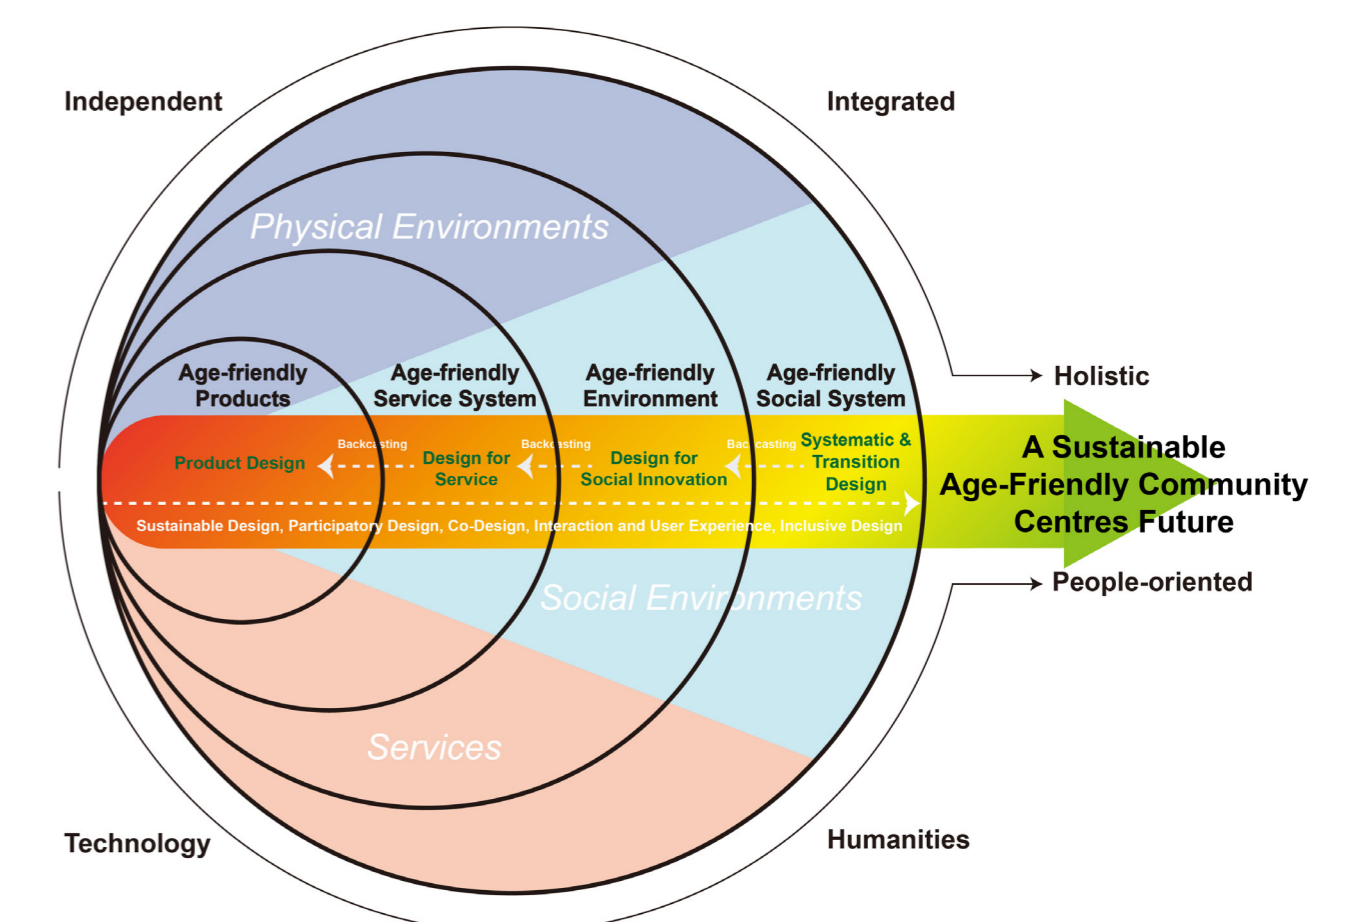 Independent
Integrated
Physical Environments
Age-friendly
Products
Age-friendly
Service System
Age-friendly
Environment
Age-friendly
Social System
Holistic
Product Design
Backcasting
Design for
Service
Backcasting
Design for
Social Innovation
Backcasting
Systematic &
Transition
Design
A Sustainable
Age-Friendly Community
Centres Future
Sustainable Design, Participatory Design, Co-Design, Interaction and User Experience, Inclusive Design
People-oriented
Social Environments
Services
Technology
Humanities